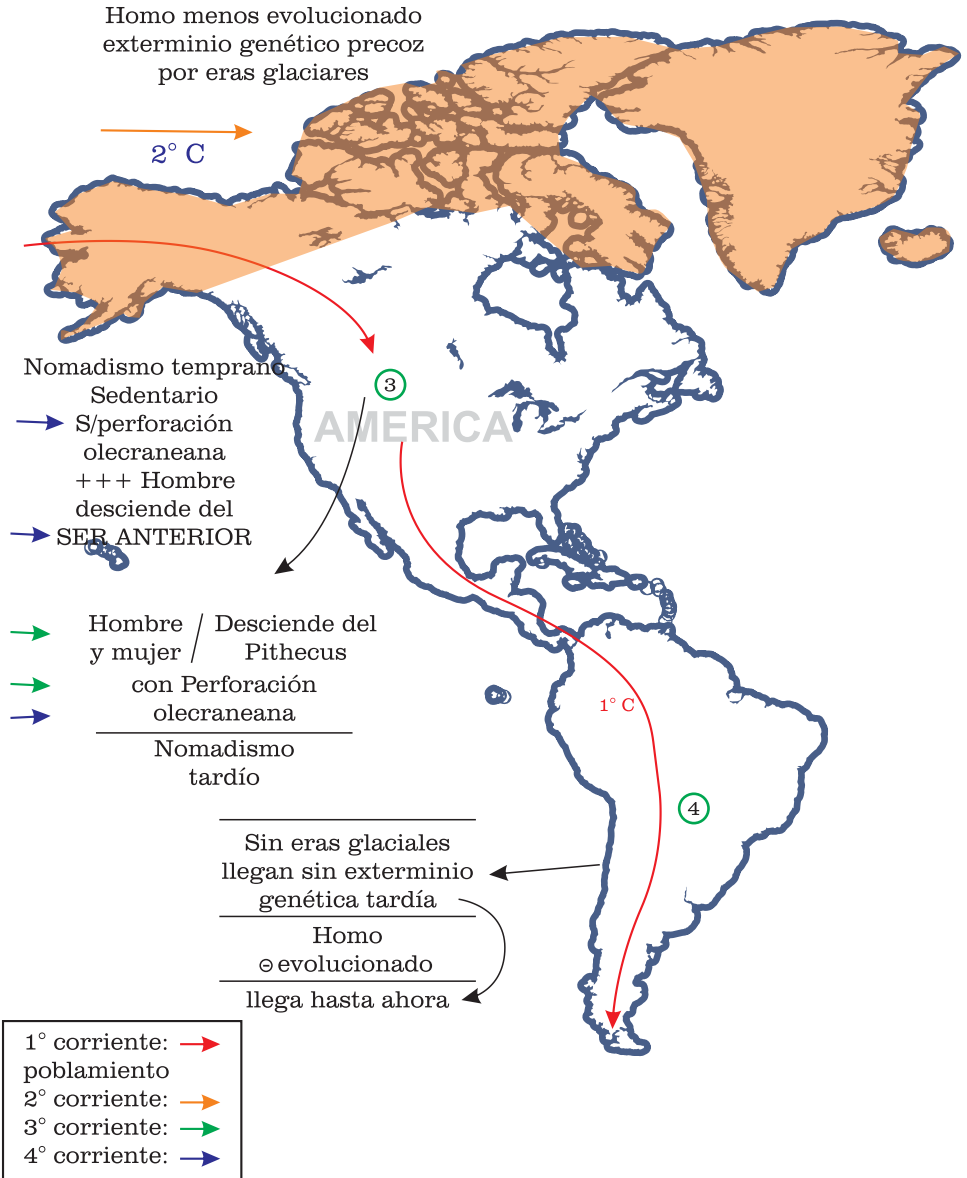 Homo menos evolucionado
exterminio genético precoz
por eras glaciares
2° C
Nomadismo temprano
Sedentario
S/perforación
olecraneana
+++ Hombre
desciende del
SER ANTERIOR
3
AMERICA
Hombre
y mujer
/
Desciende del
Pithecus
con Perforación
olecraneana
Nomadismo
tardío
1° C
4
Sin eras glaciales
llegan sin exterminio
genética tardía
Homo
⊖ evolucionado
llega hasta ahora
1° corriente:
poblamiento
2° corriente:
3° corriente:
4° corriente: